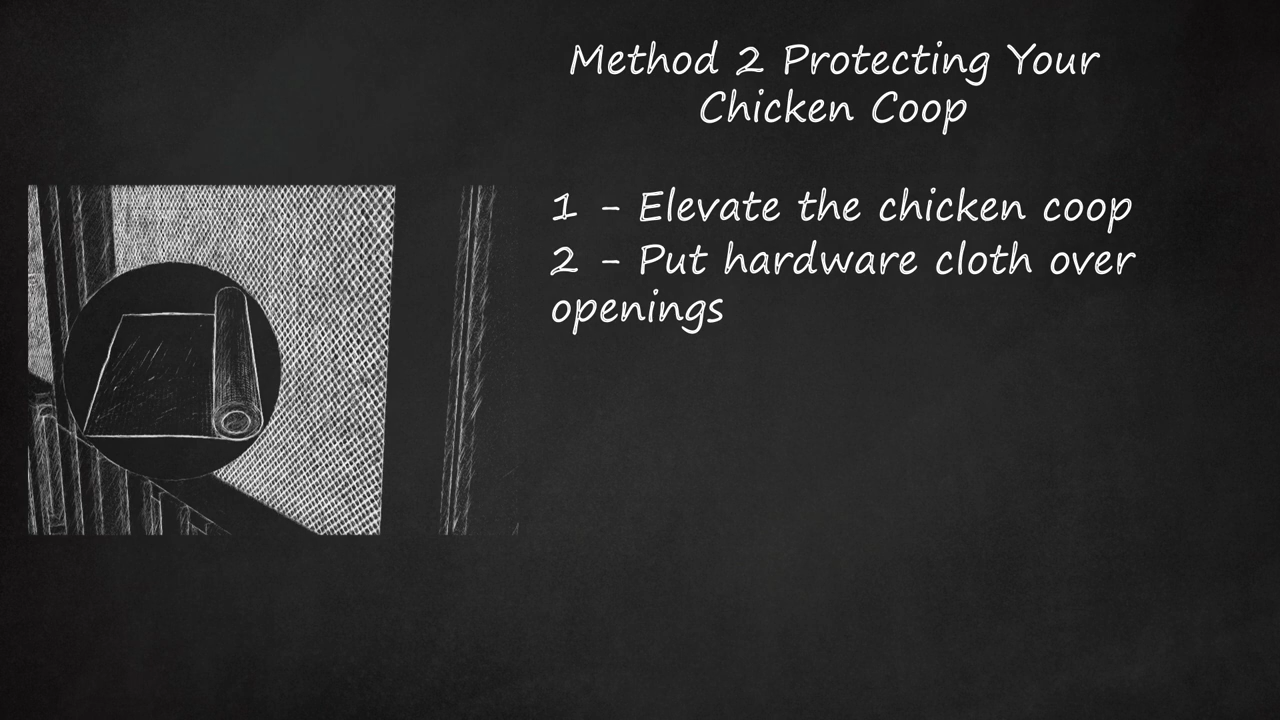 Method 2 Protecting Your
Chicken Coop
1 - Elevate the chicken coop
2 - Put hardware cloth over
openings